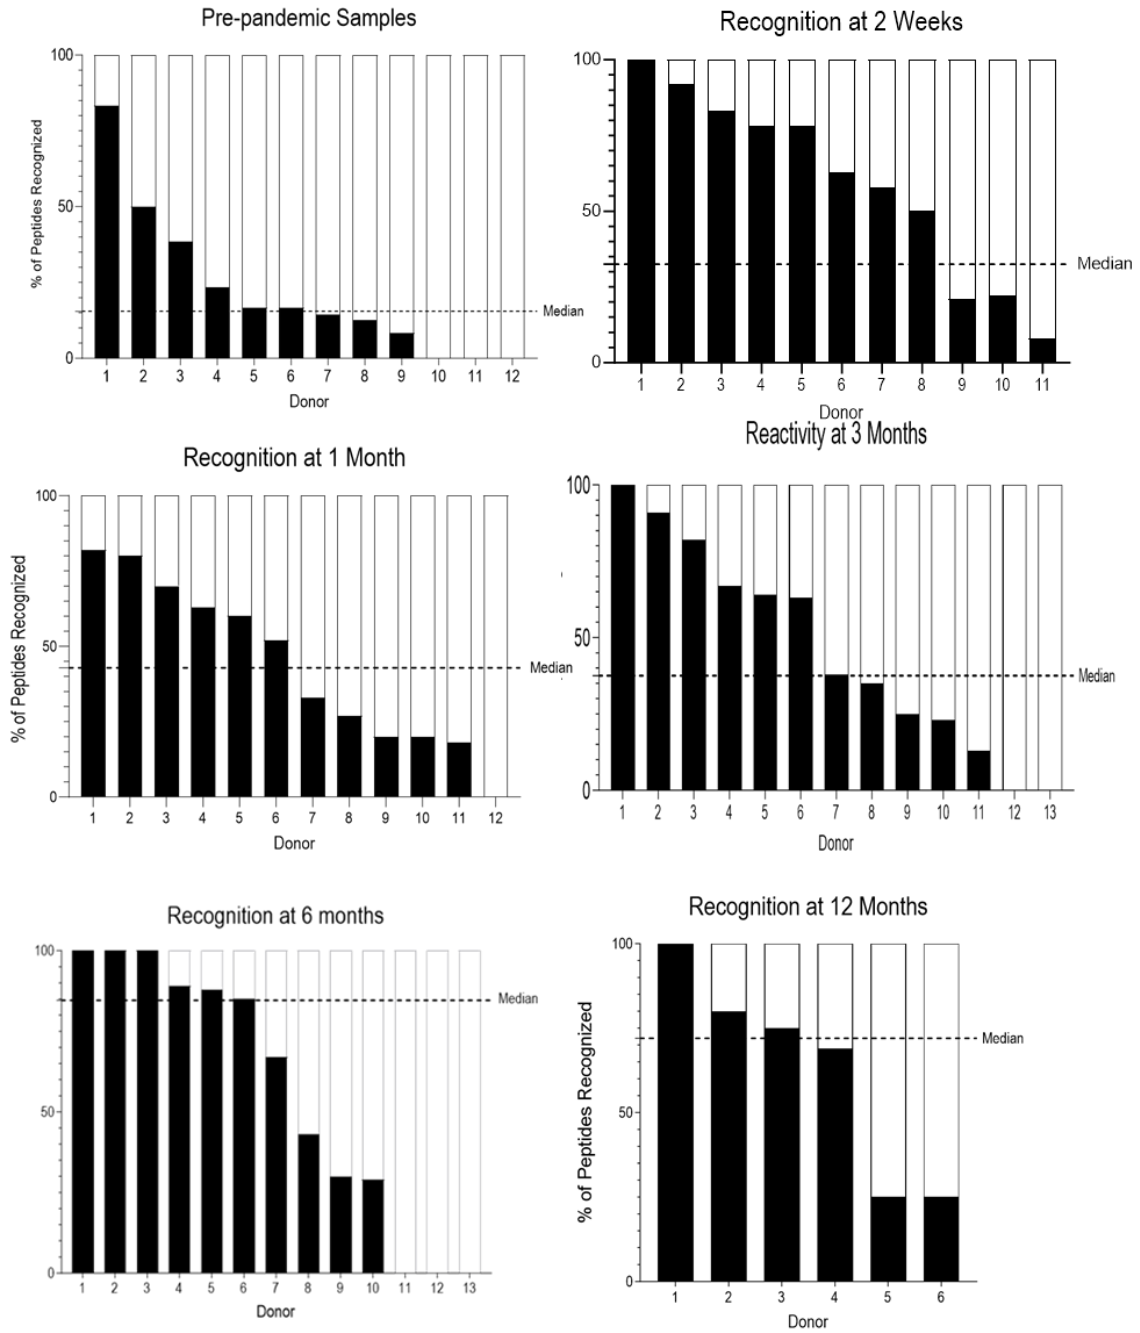 Pre-pandemic Samples
% of Peptides Recognized
100
50
0
Median
1 2 3 4 5 6 7 8 9 10 11 12
Donor
Recognition at 2 Weeks
100
50
0
Median
1 2 3 4 5 6 7 8 9 10 11
Donor
Recognition at 1 Month
% of Peptides Recognized
100
50
0
Median
1 2 3 4 5 6 7 8 9 10 11 12
Donor
Reactivity at 3 Months
100
50
0
Median
1 2 3 4 5 6 7 8 9 10 11 12 13
Donor
Recognition at 6 months
100
50
0
Median
1 2 3 4 5 6 7 8 9 10 11 12 13
Donor
Recognition at 12 Months
% of Peptides Recognized
100
50
0
Median
1 2 3 4 5 6
Donor